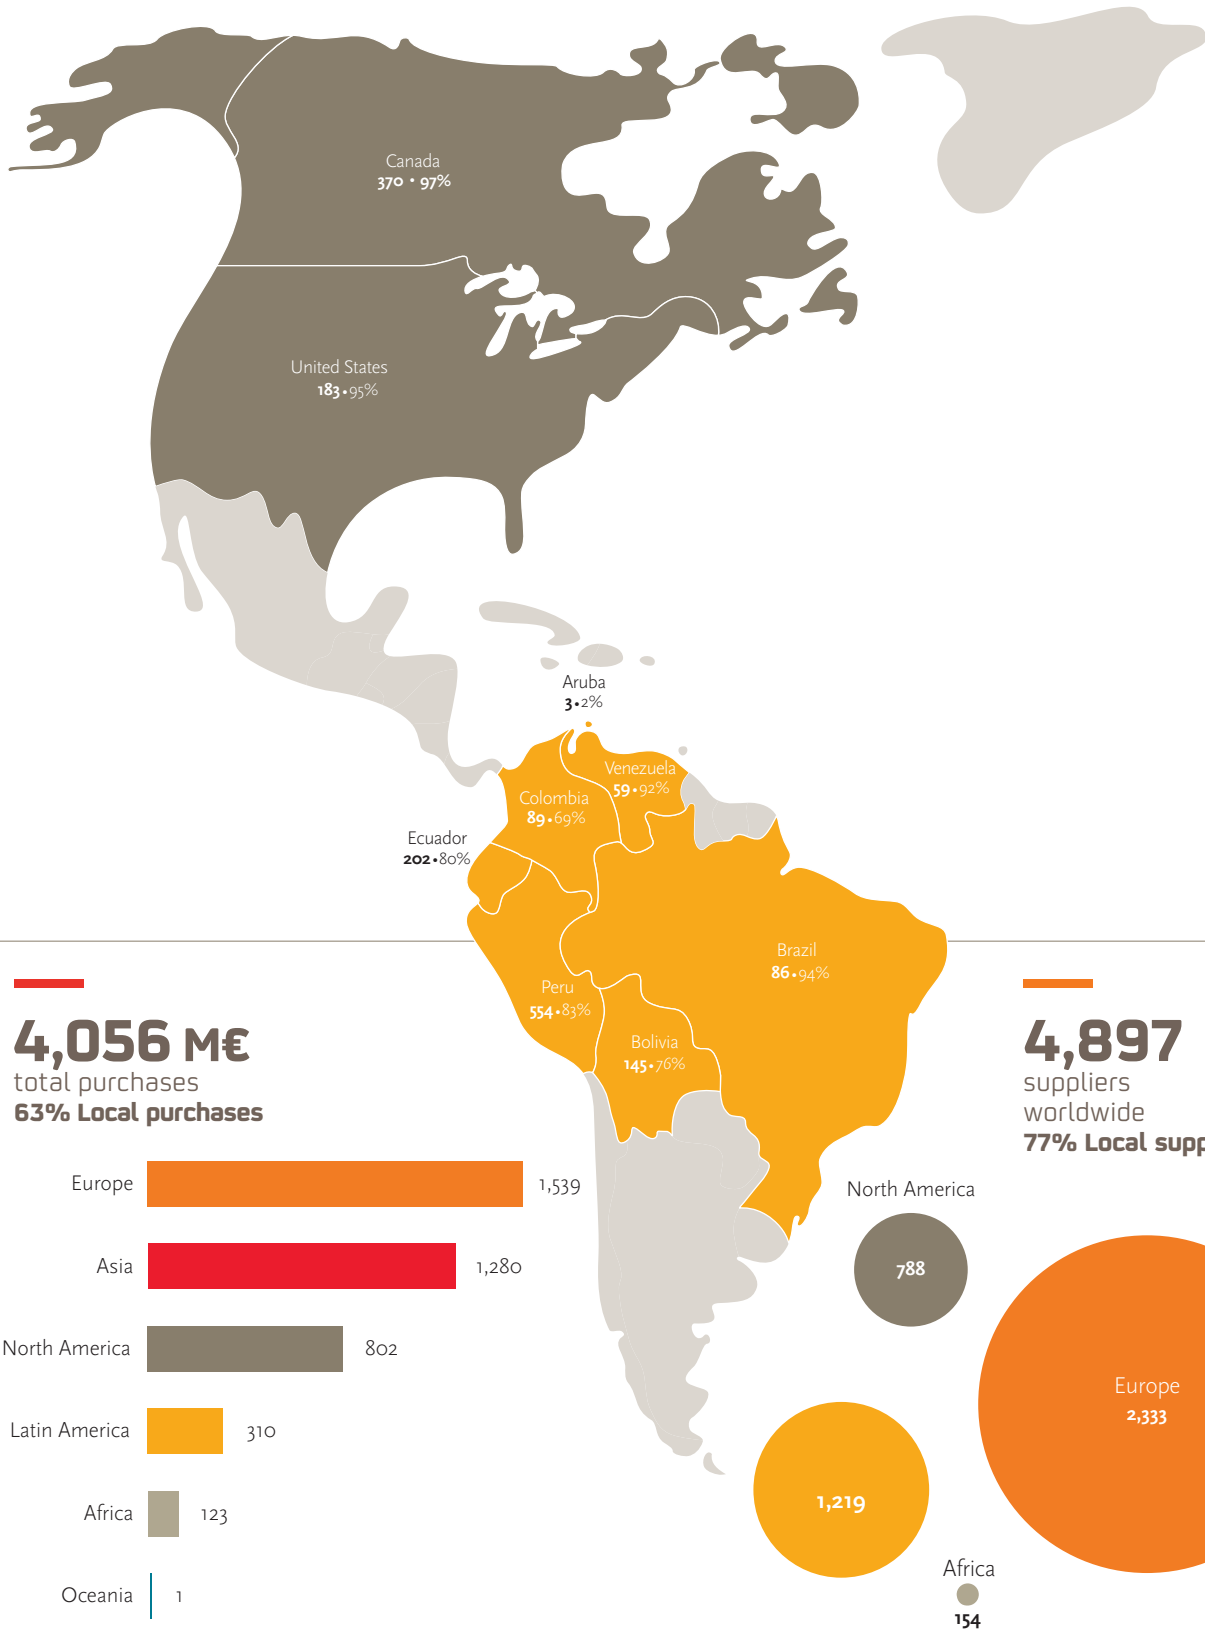 Canada
370 • 97%
United States
183•95%
Aruba
3•2%
Venezuela
59•92%
Colombia
89•69%
Ecuador
202•80%
Brazil
86•94%
Peru
554•83%
Bolivia
145•76%
4,056 M€
total purchases
63% Local purchases
Europe 1,539
Asia 1,280
North America 802
Latin America 310
Africa 123
Oceania 1
4,897
suppliers
worldwide
77% Local supp
North America
788
Europe
2,333
1,219
Africa
154